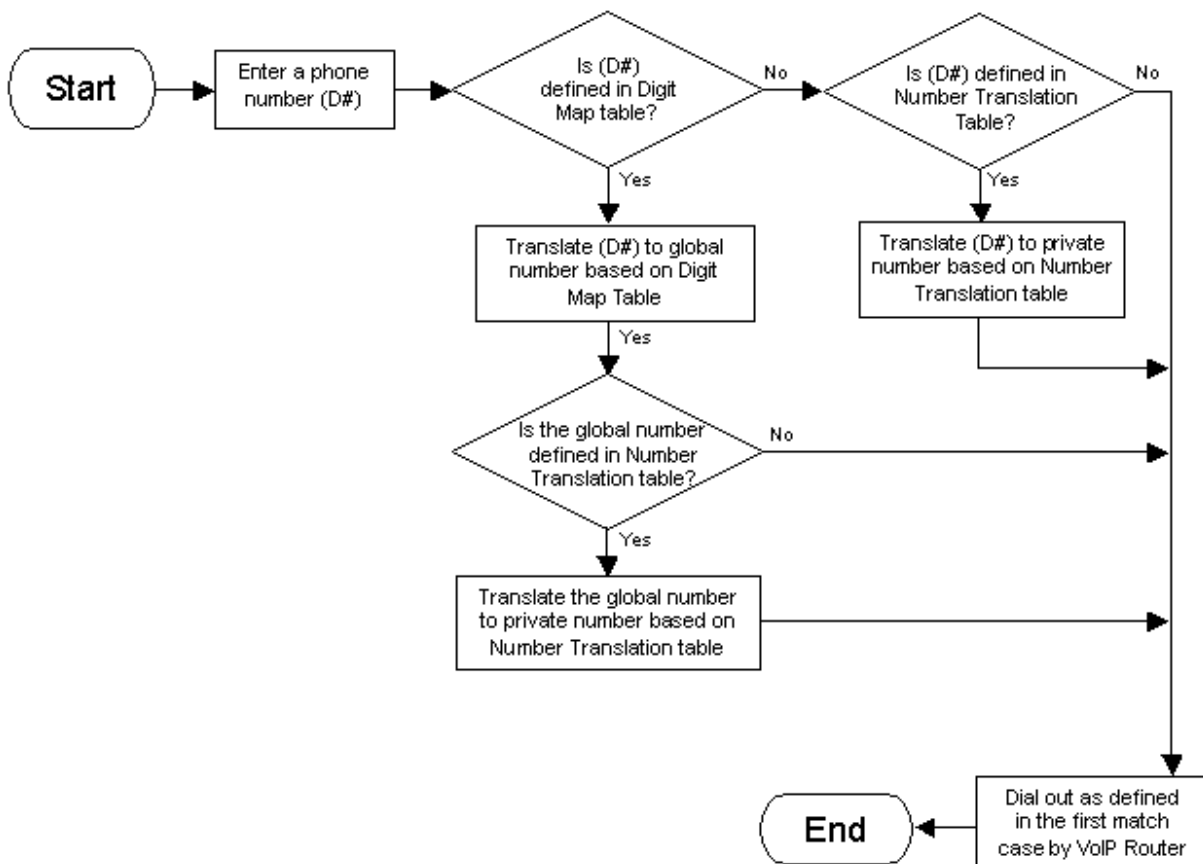 Start
Enter a phone
number (D#)
Is (D#)
defined in Digit
Map table?
No
Is (D#) defined in
Number Translation
Table?
No
Yes
Yes
Translate (D#) to global
number based on Digit
Map Table
Translate (D#) to private
number based on Number
Translation table
Yes
Is the global number
defined in Number
Translation table?
No
Yes
Translate the global number
to private number based on
Number Translation table
Dial out as defined
in the first match
case by VoIP Router
End